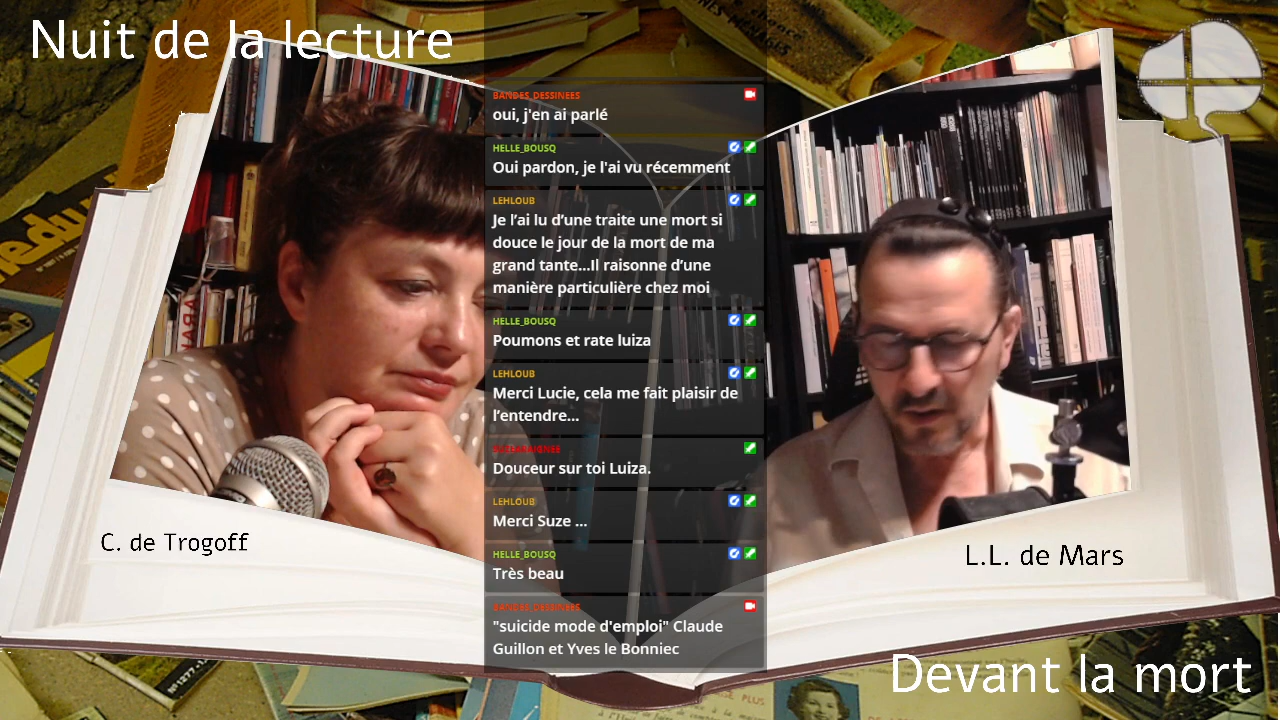 Nuit de la lecture
BANDES_DESSINEES
oui, j'en ai parlé
HELLE_BOUSQ
Oui pardon, je l'ai vu récemment
LEHLOUB
Je l’ai lu d’une traite une mort si
douce le jour de la mort de ma
grand tante...Il raisonne d’une
manière particulière chez moi
HELLE_BOUSQ
Poumons et rate luiza
LEHLOUB
Merci Lucie, cela me fait plaisir de
l’entendre...
Douceur sur toi Luiza.
LEHLOUB
Merci Suze ...
HELLE_BOUSQ
Très beau
BANDES_DESSINEES
"suicide mode d'emploi" Claude
Guillon et Yves le Bonniec
C. de Trogoff
L.L. de Mars
Devant la mort